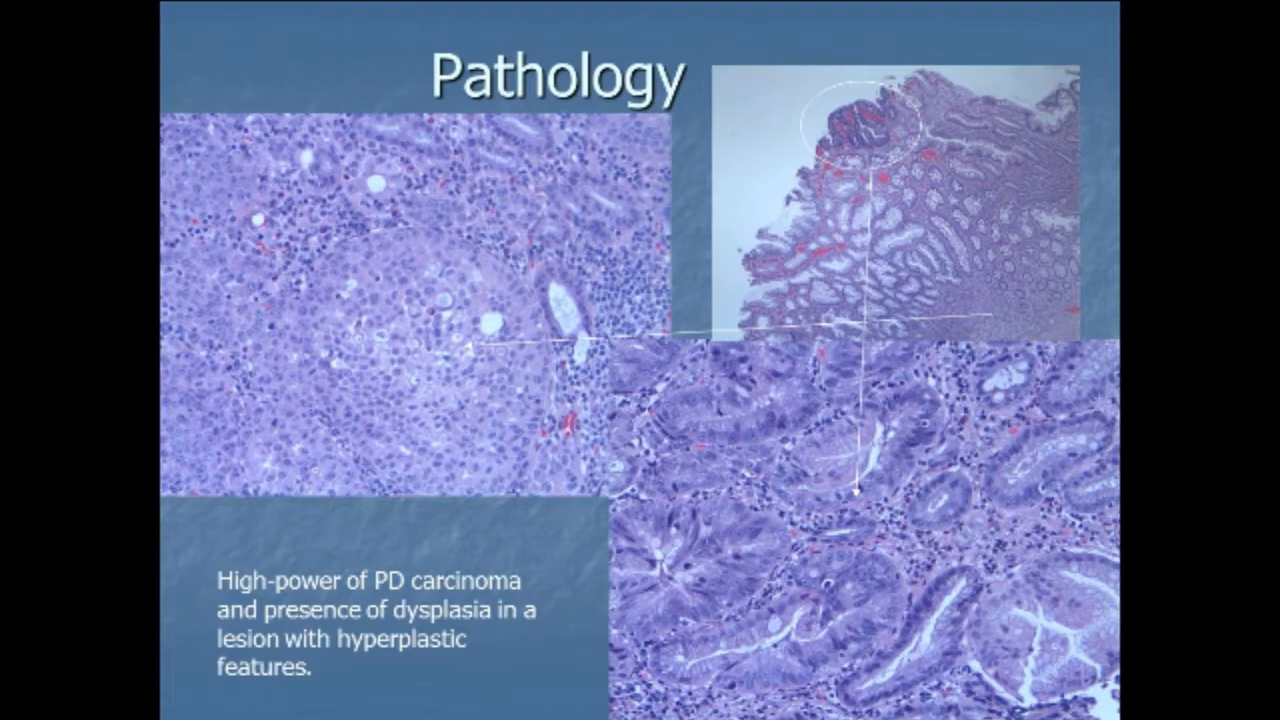 Pathology
High-power of PD carcinoma
and presence of dysplasia in a
lesion with hyperplastic
features.